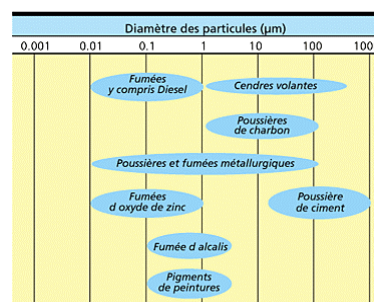 Diamètre des particules (µm)
0.001 0.01 0.1 1 10 100 100
Fumées
y compris Diesel
Cendres volantes
Poussières
de charbon
Poussières et fumées métallurgiques
Fumées
d oxyde de zinc
Poussière
de ciment
Fumée d alcalis
Pigments
de peintures